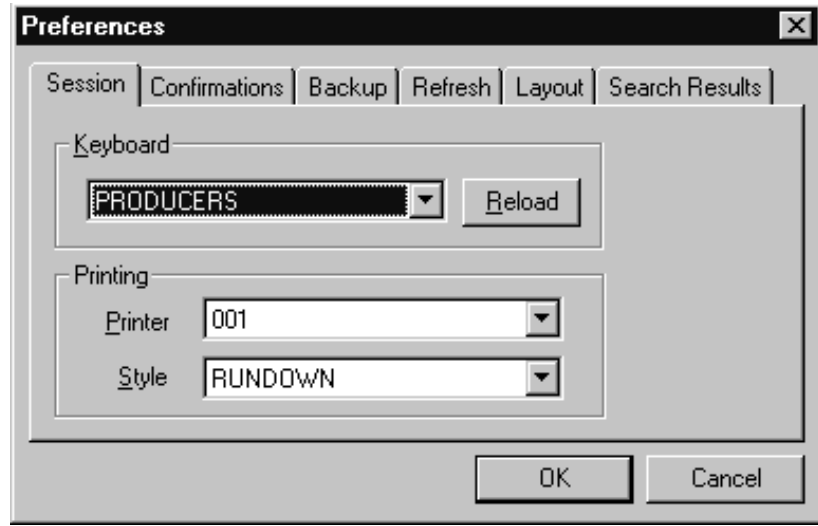 Preferences
Session Confirmations Backup Refresh Layout Search Results
Keyboard
PRODUCERS Reload
Printing
Printer 001
Style RUNDOWN
OK Cancel